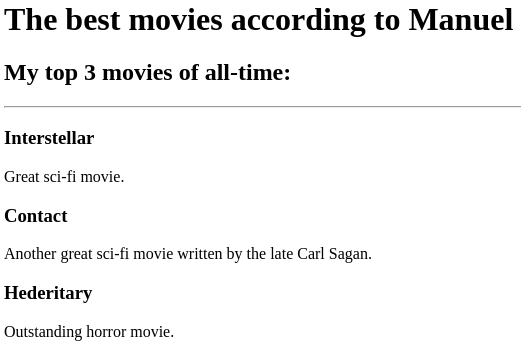 The best movies according to Manuel
My top 3 movies of all-time:
Interstellar
Great sci-fi movie.
Contact
Another great sci-fi movie written by the late Carl Sagan.
Hederitary
Outstanding horror movie.